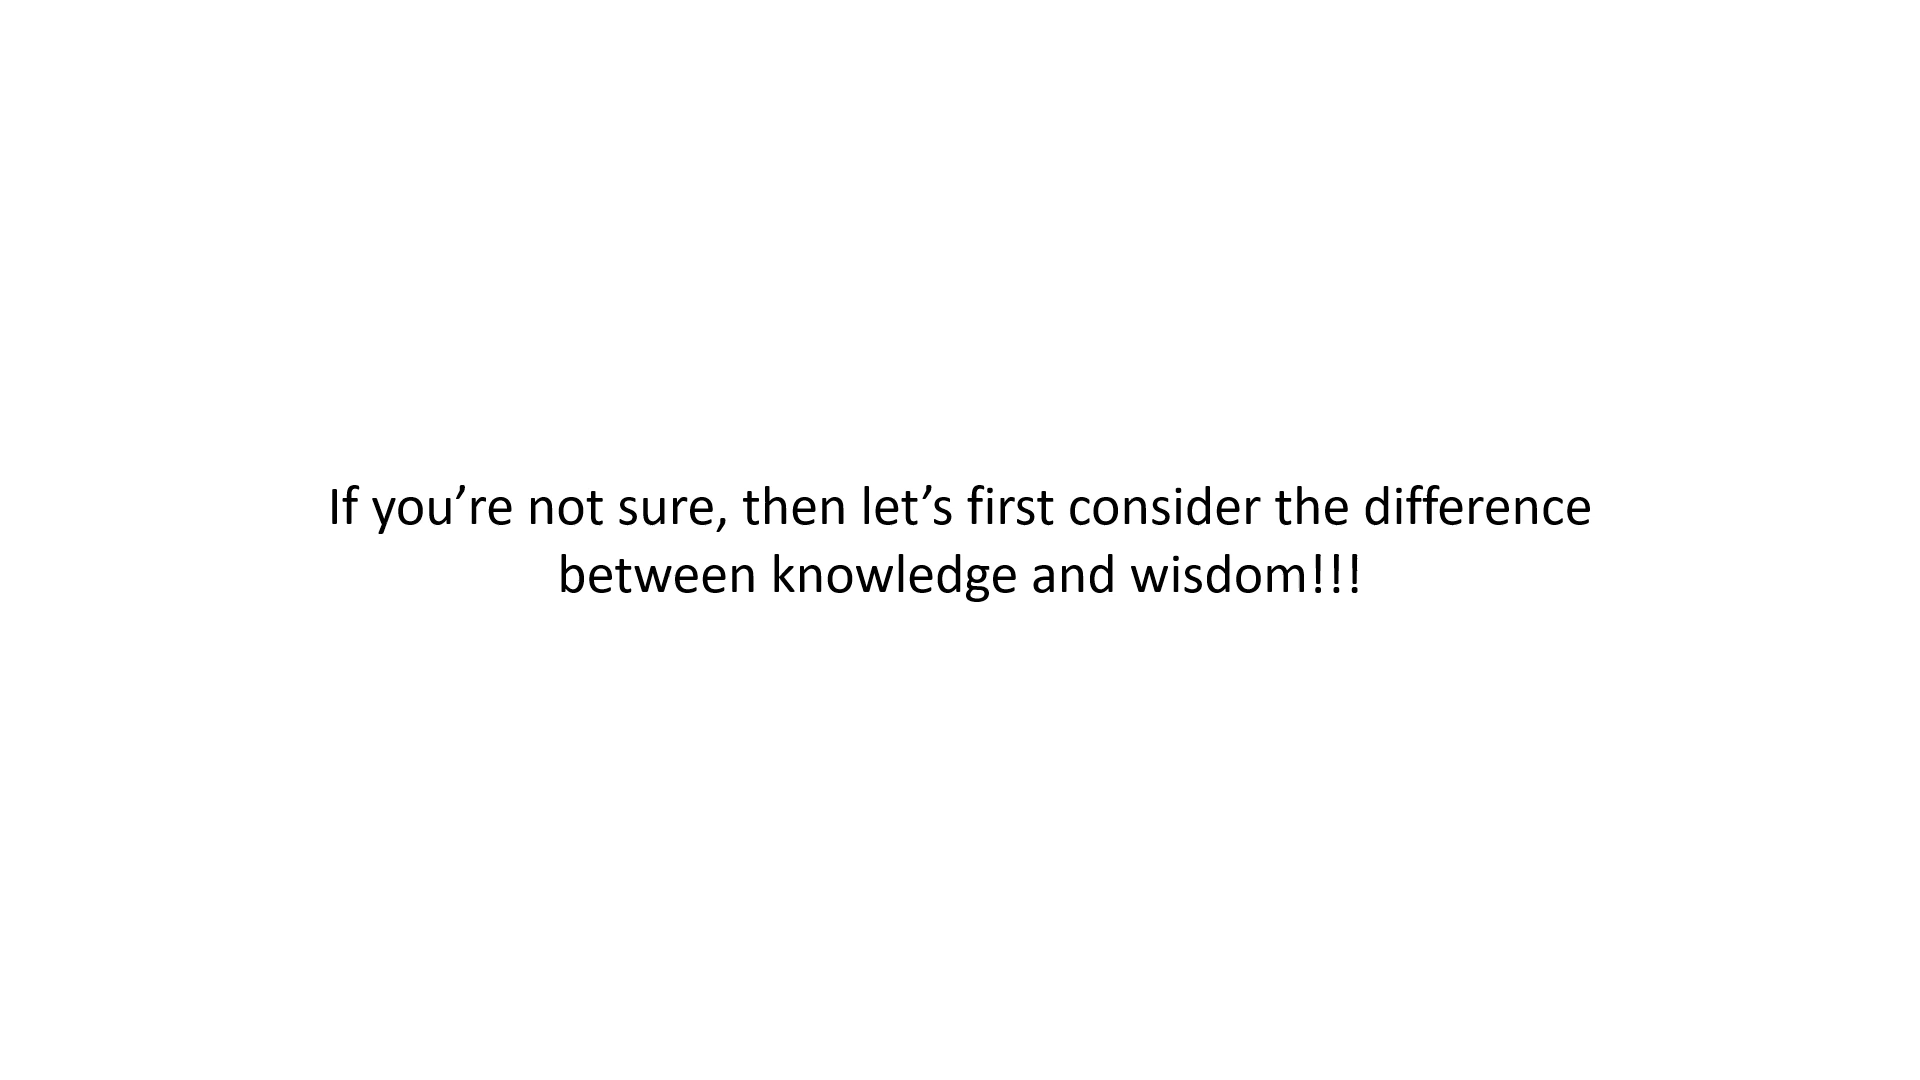 If you’re not sure, then let’s first consider the difference
between knowledge and wisdom!!!